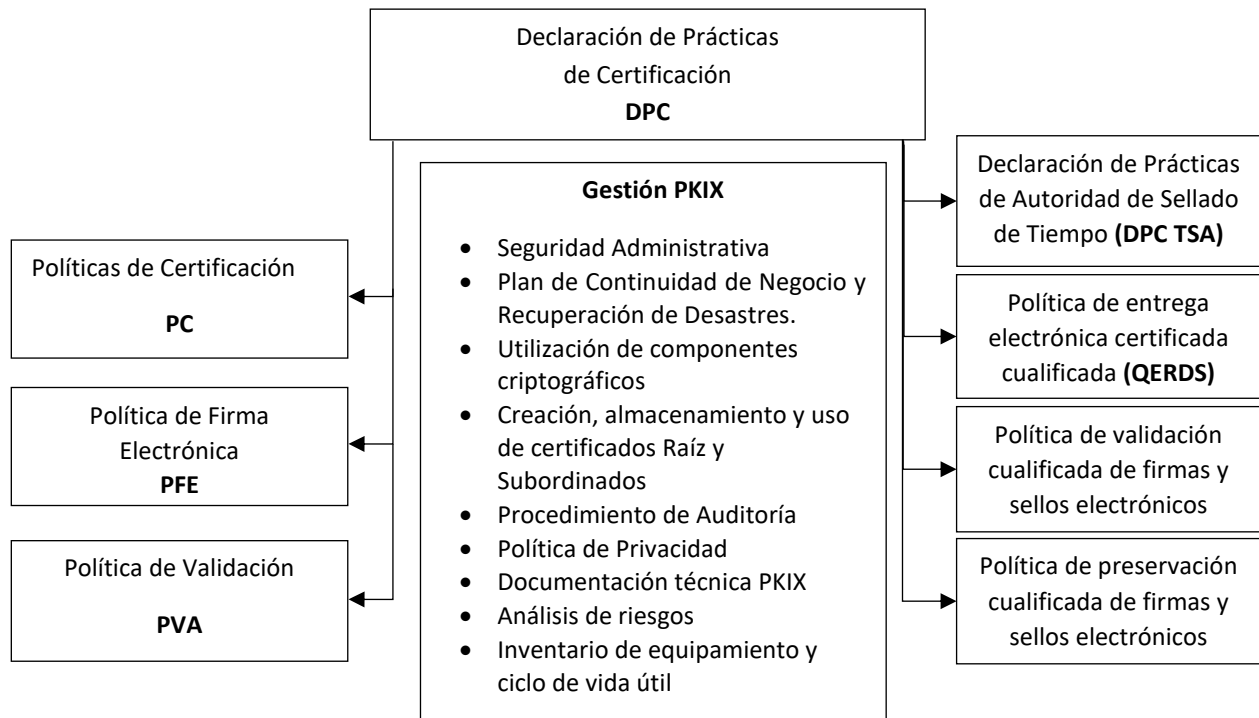 Declaración de Prácticas
de Certificación
DPC
Gestión PKIX
• Seguridad Administrativa
• Plan de Continuidad de Negocio y
Recuperación de Desastres.
• Utilización de componentes
criptográficos
• Creación, almacenamiento y uso
de certificados Raíz y
Subordinados
• Procedimiento de Auditoría
• Política de Privacidad
• Documentación técnica PKIX
• Análisis de riesgos
• Inventario de equipamiento y
ciclo de vida útil
Políticas de Certificación
PC
Política de Firma
Electrónica
PFE
Política de Validación
PVA
Declaración de Prácticas
de Autoridad de Sellado
de Tiempo (DPC TSA)
Política de entrega
electrónica certificada
cualificada (QERDS)
Política de validación
cualificada de firmas y
sellos electrónicos
Política de preservación
cualificada de firmas y
sellos electrónicos